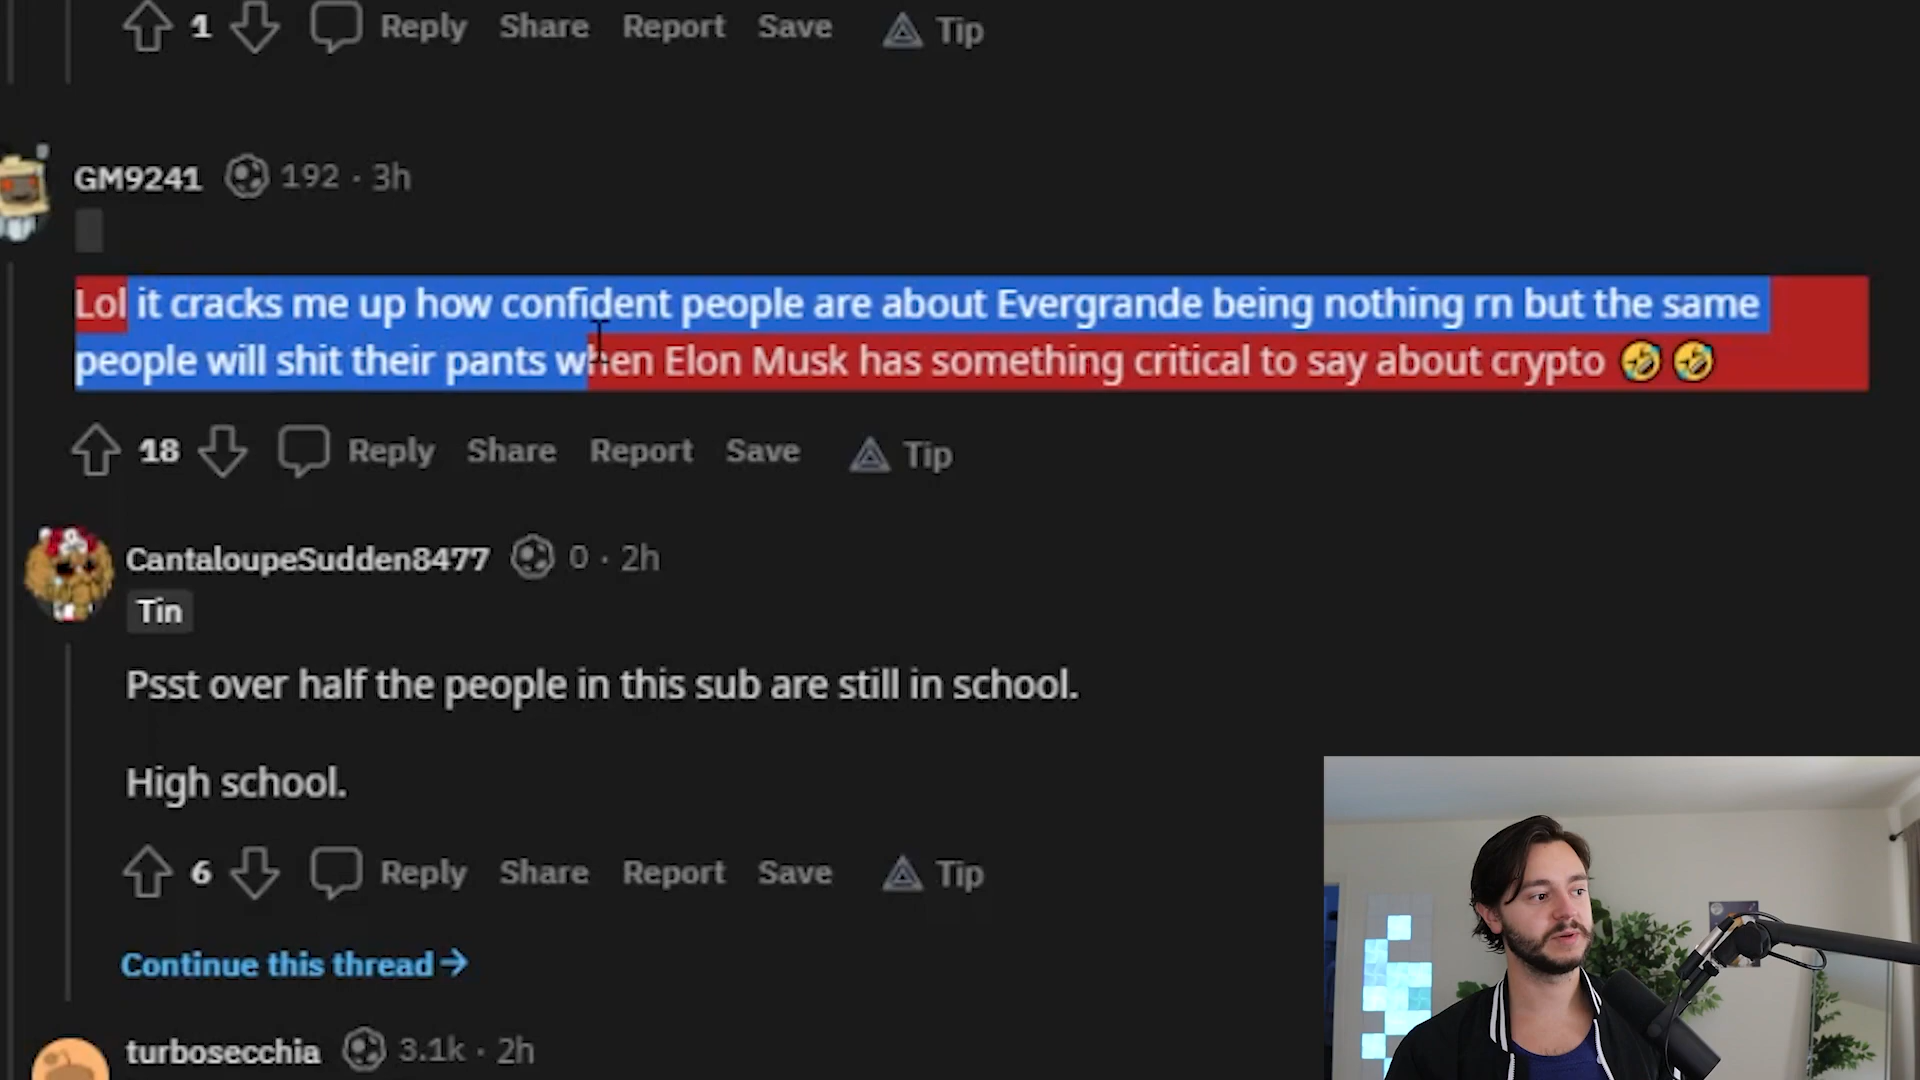 1 Reply Share Report Save Tip
GM9241 192 · 3h
Lol it cracks me up how confident people are about Evergrande being nothing rn but the same
people will shit their pants when Elon Musk has something critical to say about crypto 🤣 🤣
18 Reply Share Report Save Tip
CantaloupeSudden8477 0 · 2h
Tin
Psst over half the people in this sub are still in school.
High school.
6 Reply Share Report Save Tip
Continue this thread →
turbosecchia 3.1k · 2h